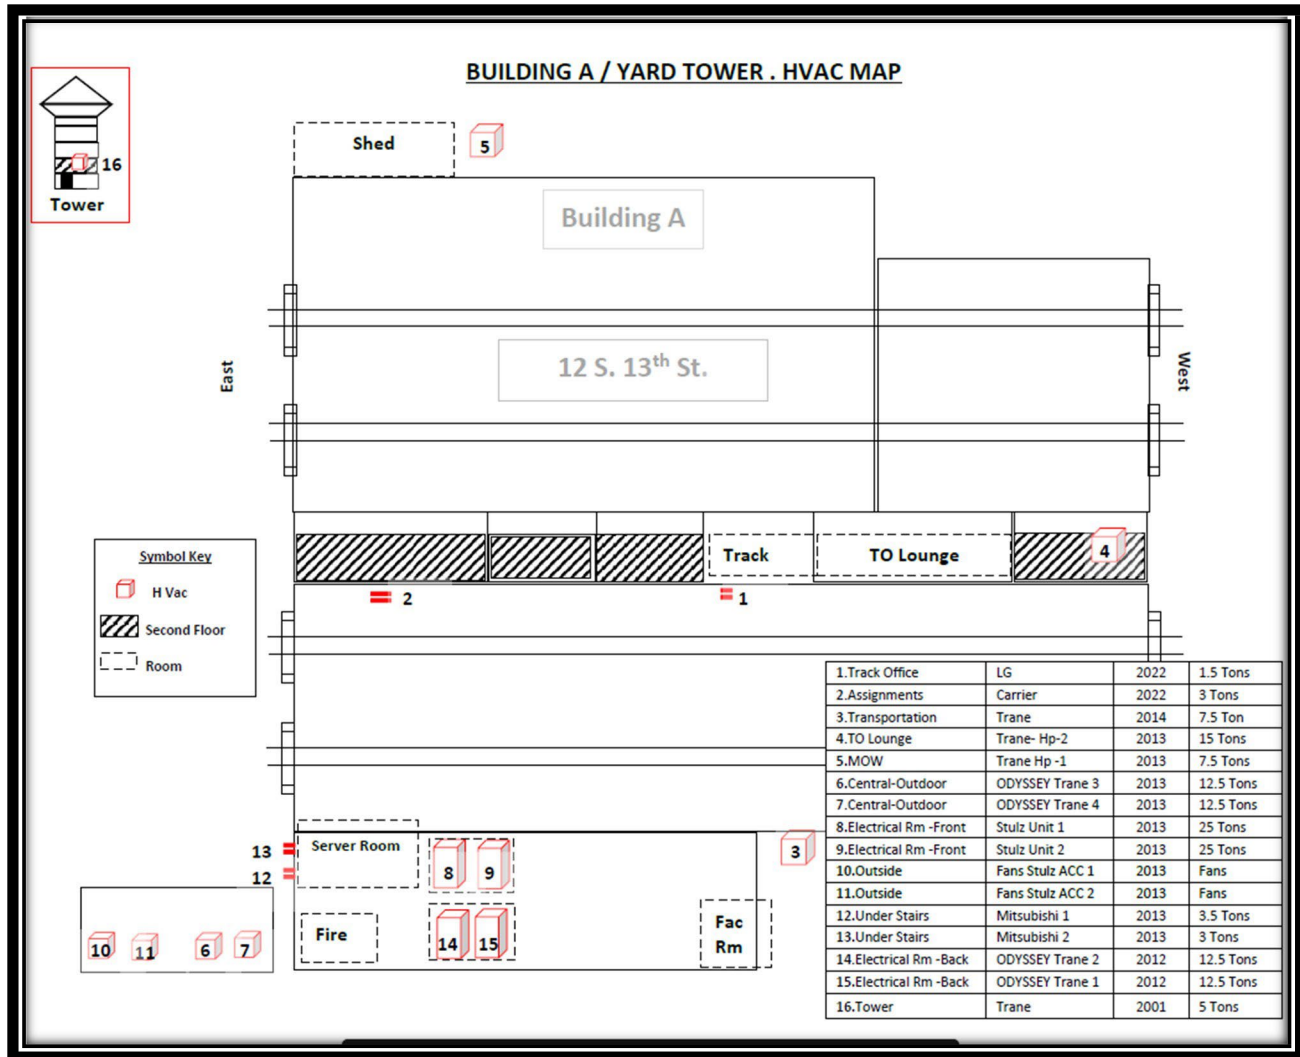 BUILDING A / YARD TOWER . HVAC MAP
16
Tower
Shed
5
Building A
12 S. 13th St.
East
West
Symbol Key
H Vac
Second Floor
Room
Track
TO Lounge
4
2
1
1.Track Office LG 2022 1.5 Tons
2.Assignments Carrier 2022 3 Tons
3.Transportation Trane 2014 7.5 Ton
4.TO Lounge Trane- Hp-2 2013 15 Tons
5.MOW Trane Hp -1 2013 7.5 Tons
6.Central-Outdoor ODYSSEY Trane 3 2013 12.5 Tons
7.Central-Outdoor ODYSSEY Trane 4 2013 12.5 Tons
8.Electrical Rm -Front Stulz Unit 1 2013 25 Tons
9.Electrical Rm -Front Stulz Unit 2 2013 25 Tons
10.Outside Fans Stulz ACC 1 2013 Fans
11.Outside Fans Stulz ACC 2 2013 Fans
12.Under Stairs Mitsubishi 1 2013 3.5 Tons
13.Under Stairs Mitsubishi 2 2013 3 Tons
14.Electrical Rm -Back ODYSSEY Trane 2 2012 12.5 Tons
15.Electrical Rm -Back ODYSSEY Trane 1 2012 12.5 Tons
16.Tower Trane 2001 5 Tons
13
12
Server Room
8
9
3
10
11
6
7
Fire
14
15
Fac
Rm